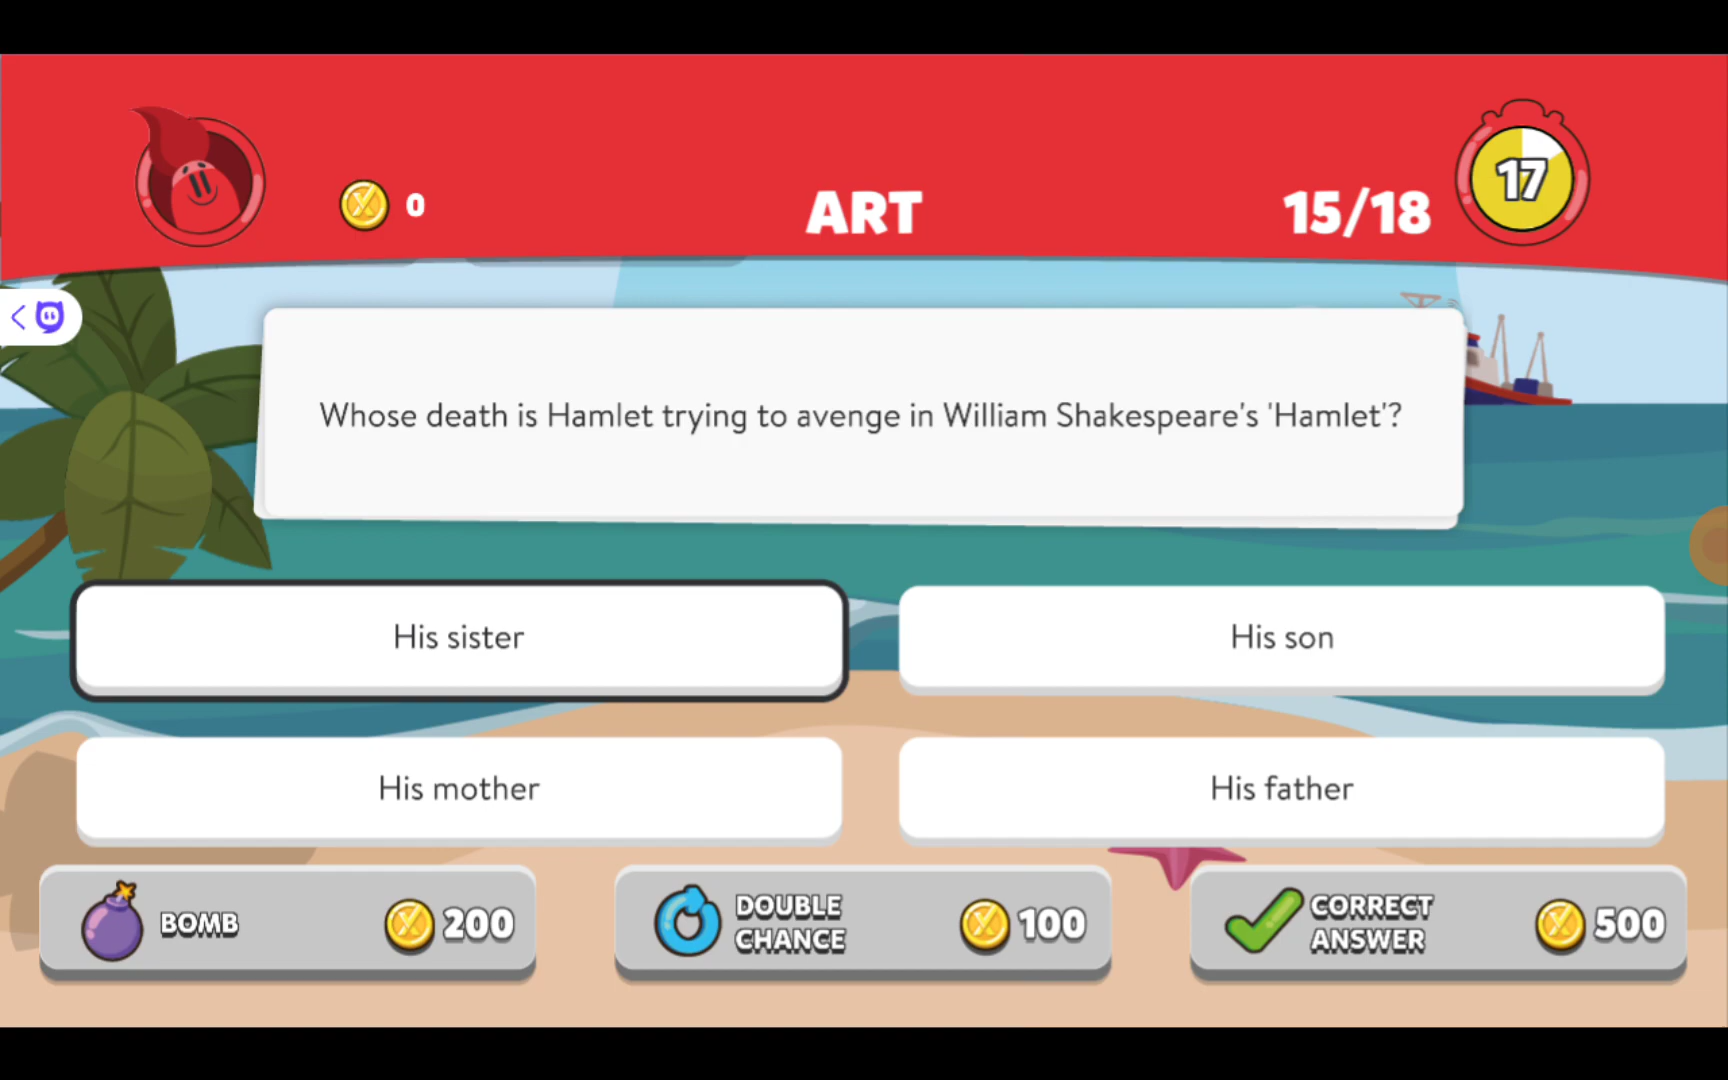 0
ART
15/18
17
Whose death is Hamlet trying to avenge in William Shakespeare's 'Hamlet'?
His sister
His son
His mother
His father
BOMB
200
DOUBLE
CHANCE
100
CORRECT
ANSWER
500